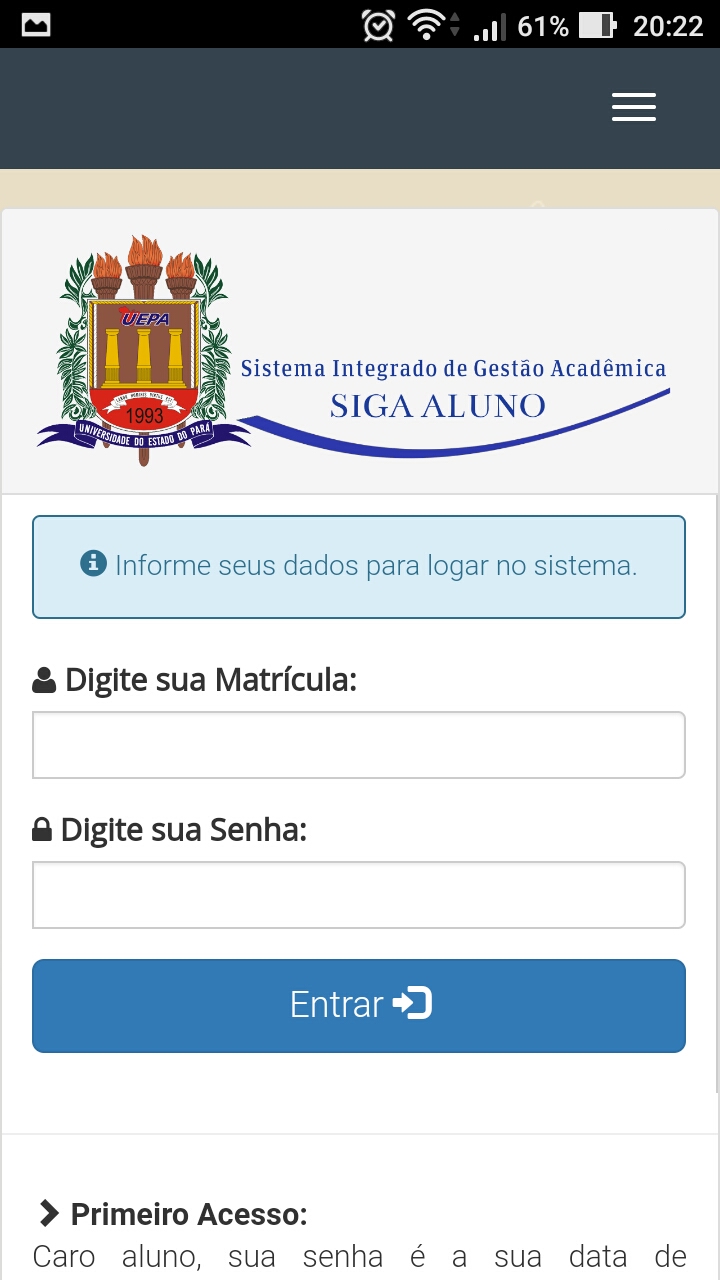 61% 20:22
UEPA
1993
UNIVERSIDADE DO ESTADO DO PARÁ
Sistema Integrado de Gestão Acadêmica
SIGA ALUNO
Informe seus dados para logar no sistema.
Digite sua Matrícula:
Digite sua Senha:
Entrar
Primeiro Acesso:
Caro aluno, sua senha é a sua data de